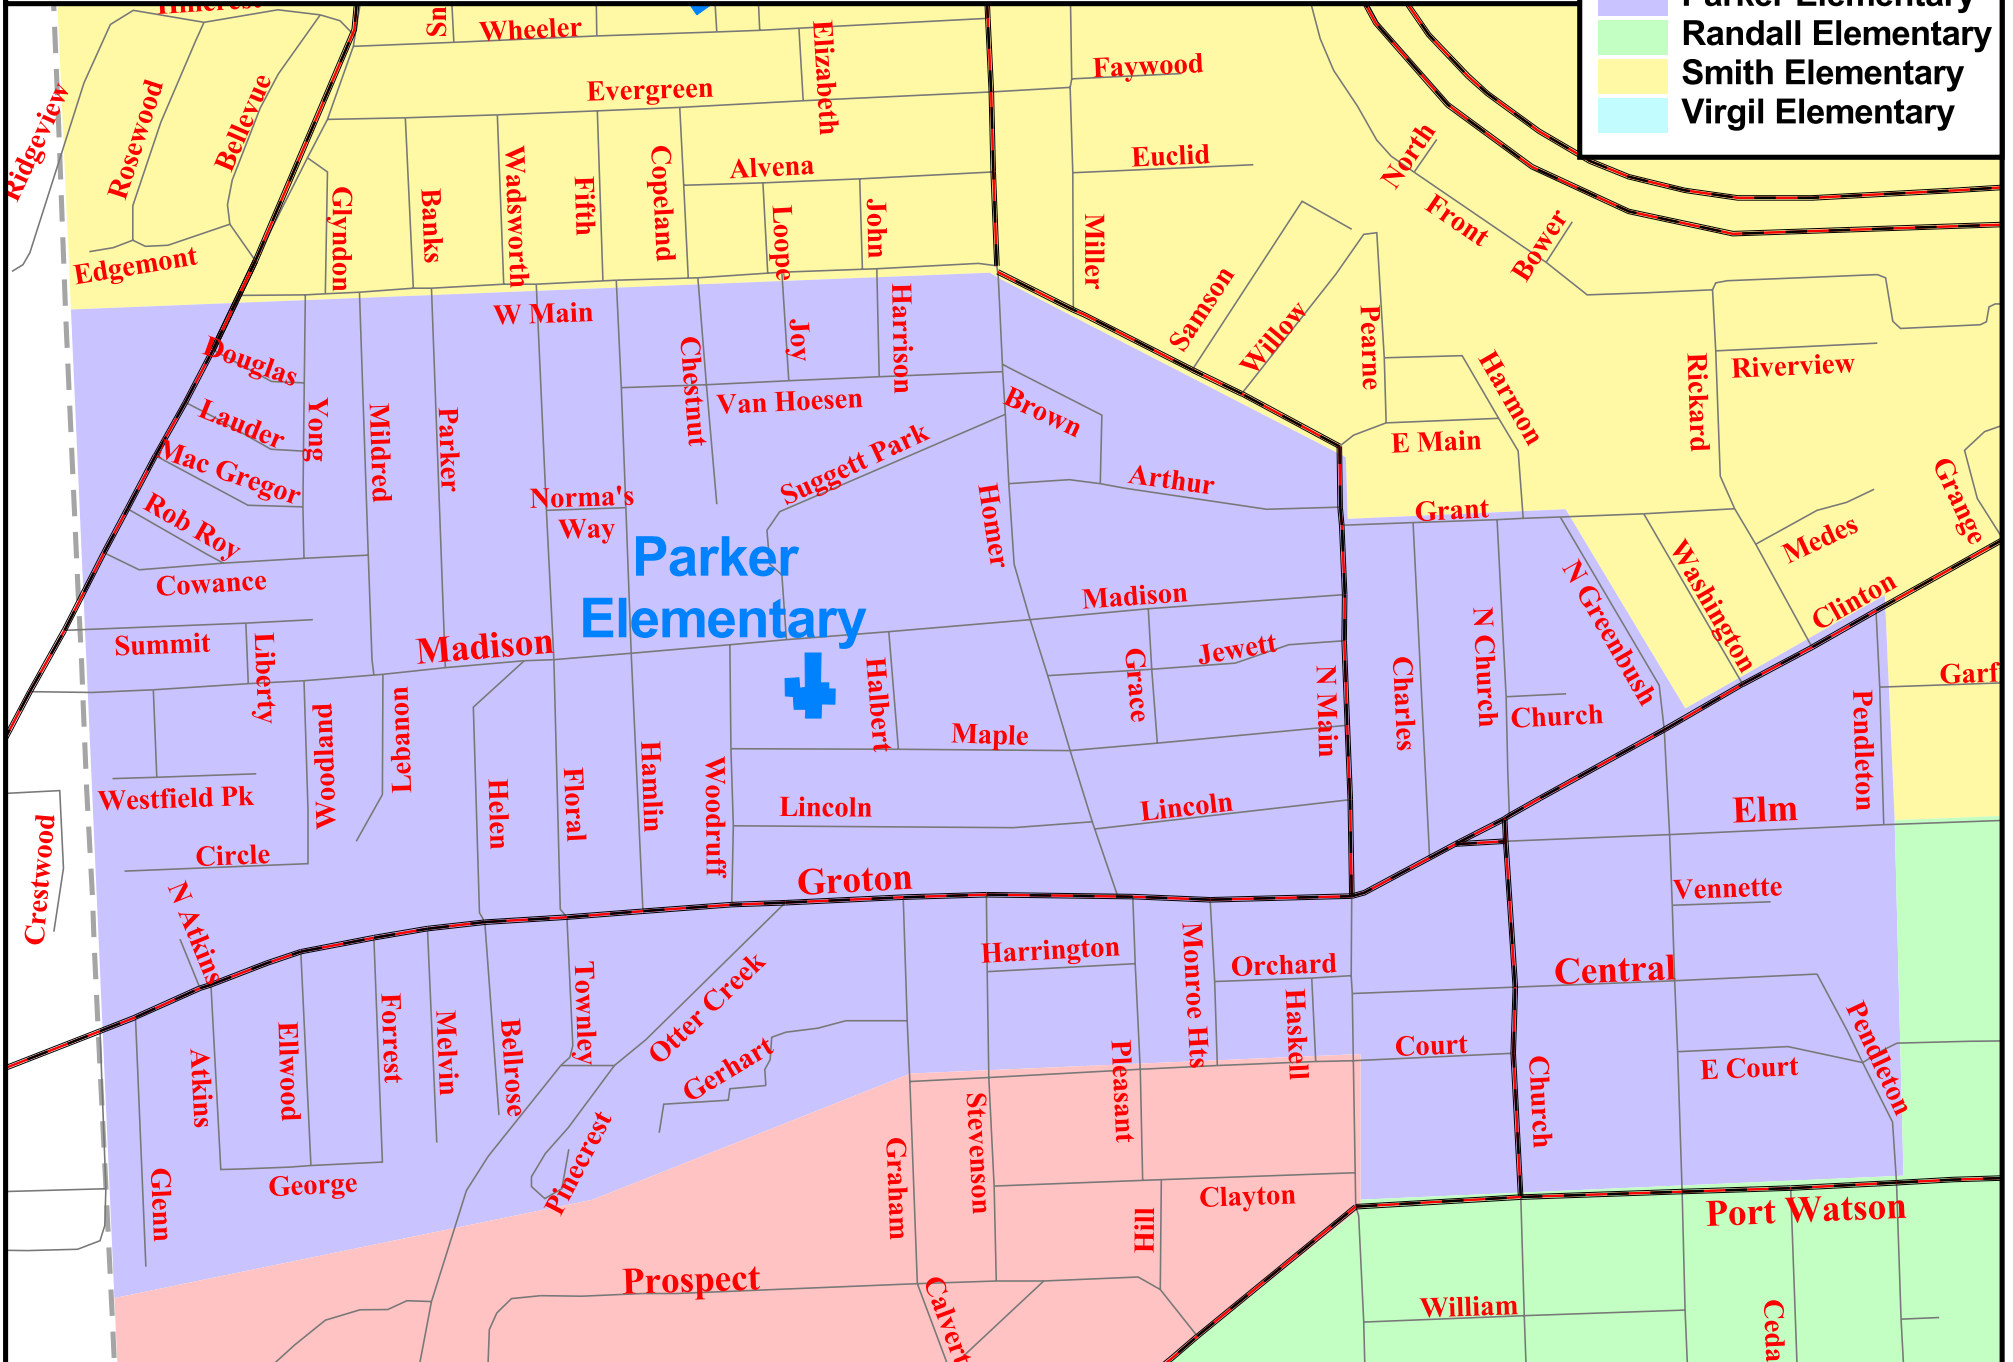 Parker Elementary
Randall Elementary
Smith Elementary
Virgil Elementary
Wheeler
Elizabeth
Faywood
Evergreen
Ridgeview
Rosewood
Bellevue
Glyndon
Banks
Wadsworth
Fifth
Copeland
Alvena
Loope
John
Euclid
Miller
North
Front
Bower
Edgemont
W Main
Samson
Willow
Pearne
Harmon
Rickard
Riverview
Douglas
Lauder
Mac Gregor
Rob Roy
Yong
Mildred
Parker
Chestnut
Joy
Harrison
Van Hoesen
Brown
Suggett Park
E Main
Arthur
Homer
Grant
Norma's
Way
Medes
Grange
Washington
Clinton
Cowance
Parker
Elementary
Madison
Summit
Liberty
Madison
Halbert
Grace
Jewett
N Main
Charles
N Church
Church
N Greenbush
Pendleton
Woodland
Lebanon
Maple
Westfield Pk
Helen
Floral
Hamlin
Woodruff
Lincoln
Lincoln
Elm
Crestwood
Circle
N Atkins
Groton
Vennette
Harrington
Monroe Hts
Orchard
Haskell
Central
Townley
Otter Creek
Forrest
Ellwood
Melvin
Bellrose
Atkins
Gerhart
Pleasant
Court
E Court
Church
Pendleton
Pinecrest
Stevenson
Graham
Glenn
George
Clayton
Hill
Port Watson
Prospect
Calvert
William